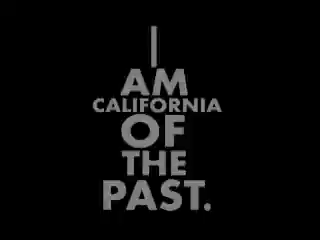 I
AM
CALIFORNIA
OF
THE
PAST.